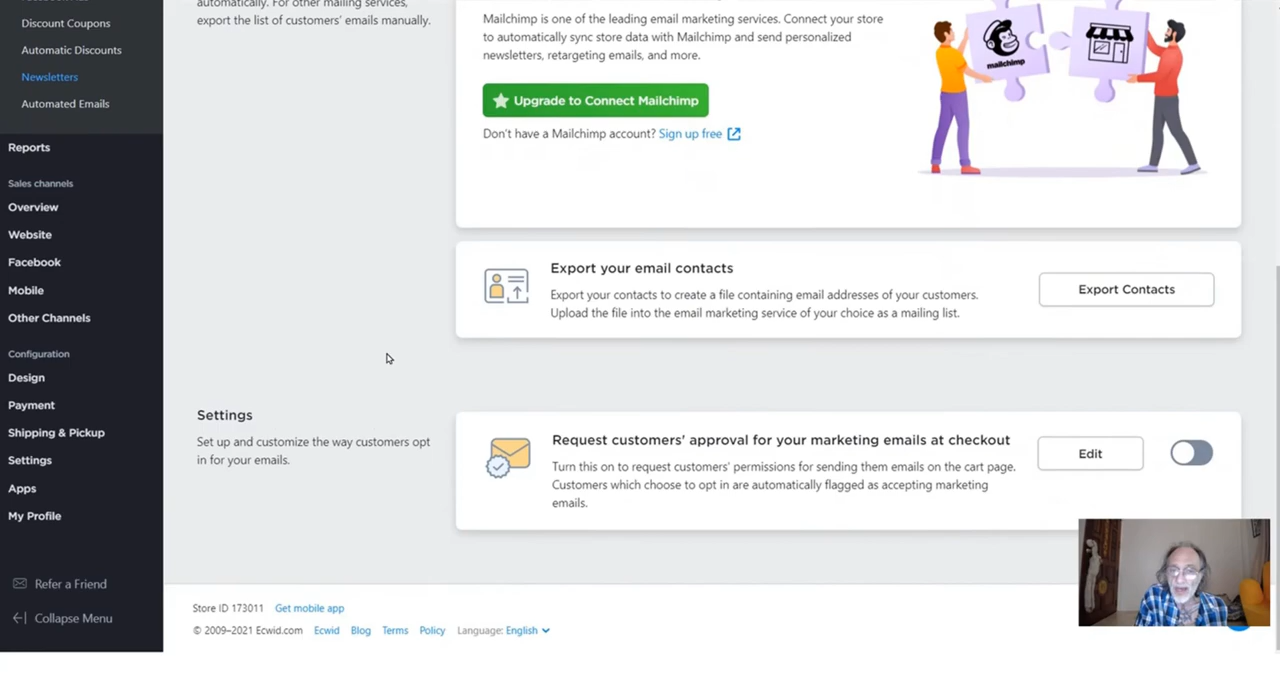 automatically. For other mailing services,
export the list of customers' emails manually.
Discount Coupons
Automatic Discounts
Newsletters
Automated Emails
Reports
Sales channels
Overview
Website
Facebook
Mobile
Other Channels
Configuration
Design
Payment
Shipping & Pickup
Settings
Apps
My Profile
Refer a Friend
Collapse Menu
Mailchimp is one of the leading email marketing services. Connect your store
to automatically sync store data with Mailchimp and send personalized
newsletters, retargeting emails, and more.
Upgrade to Connect Mailchimp
Don't have a Mailchimp account? Sign up free
mailchimp
Export your email contacts
Export your contacts to create a file containing email addresses of your customers.
Upload the file into the email marketing service of your choice as a mailing list.
Export Contacts
Settings
Set up and customize the way customers opt
in for your emails.
Request customers' approval for your marketing emails at checkout
Turn this on to request customers' permissions for sending them emails on the cart page.
Customers which choose to opt in are automatically flagged as accepting marketing
emails.
Edit
Store ID 173011 Get mobile app
© 2009–2021 Ecwid.com Ecwid Blog Terms Policy Language: English